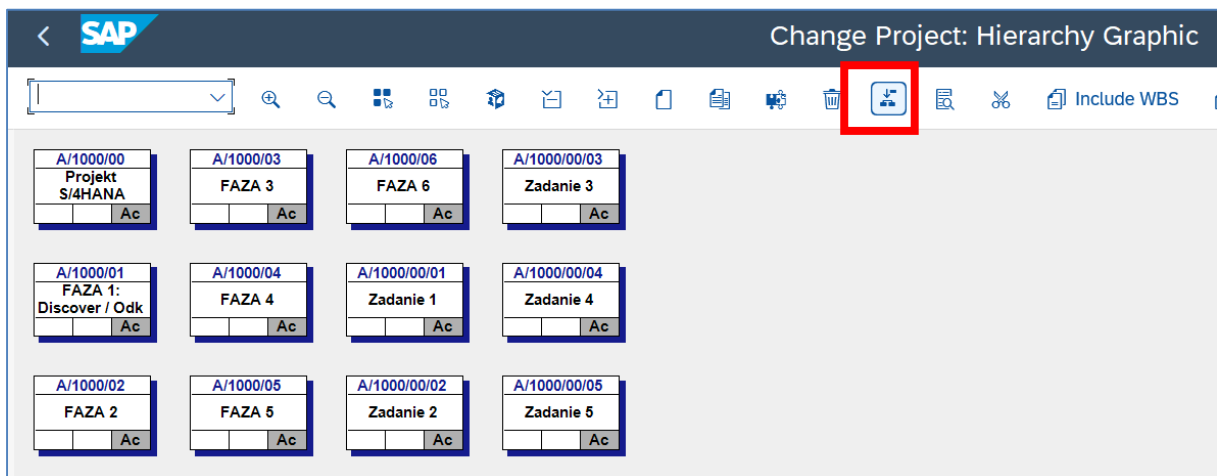 SAP
Change Project: Hierarchy Graphic
Include WBS
A/1000/00
Projekt
S/4HANA
Ac
A/1000/03
FAZA 3
Ac
A/1000/06
FAZA 6
Ac
A/1000/00/03
Zadanie 3
Ac
A/1000/01
FAZA 1:
Discover / Odk
Ac
A/1000/04
FAZA 4
Ac
A/1000/00/01
Zadanie 1
Ac
A/1000/00/04
Zadanie 4
Ac
A/1000/02
FAZA 2
Ac
A/1000/05
FAZA 5
Ac
A/1000/00/02
Zadanie 2
Ac
A/1000/00/05
Zadanie 5
Ac